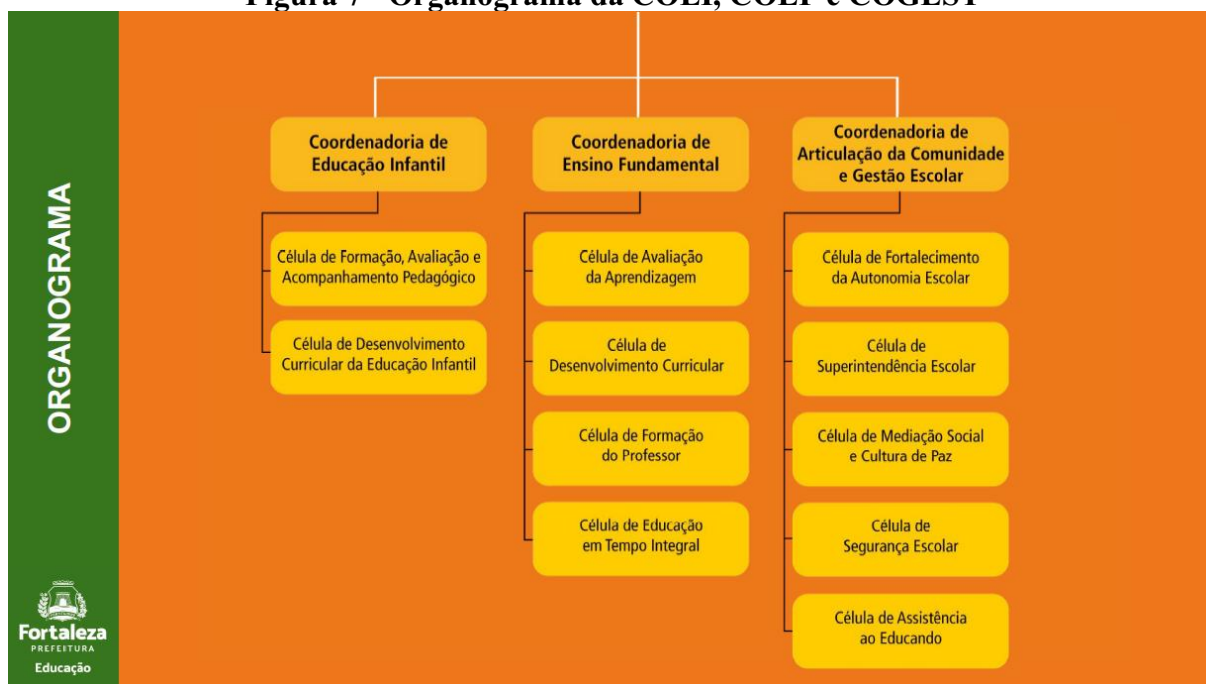 Figura 7 - Organograma da COEI, COEF e COGEST
ORGANOGRAMA
Coordenadoria de
Educação Infantil
Célula de Formação, Avaliação e
Acompanhamento Pedagógico
Célula de Desenvolvimento
Curricular da Educação Infantil
Coordenadoria de
Ensino Fundamental
Célula de Avaliação
da Aprendizagem
Célula de
Desenvolvimento Curricular
Célula de Formação
do Professor
Célula de Educação
em Tempo Integral
Coordenadoria de
Articulação da Comunidade
e Gestão Escolar
Célula de Fortalecimento
da Autonomia Escolar
Célula de
Superintendência Escolar
Célula de Mediação Social
e Cultura de Paz
Célula de
Segurança Escolar
Célula de Assistência
ao Educando
Fortaleza
PREFEITURA
Educação